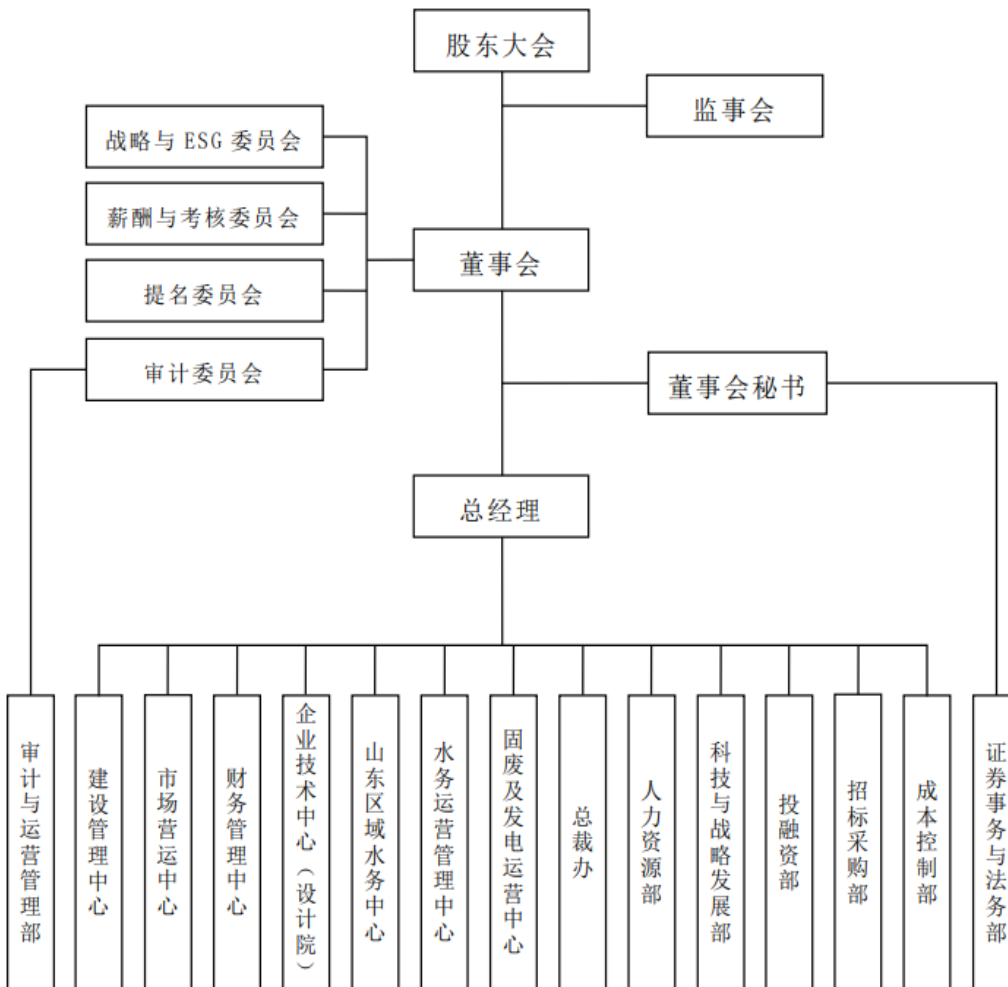 股东大会
监事会
战略与 ESG 委员会
薪酬与考核委员会
董事会
提名委员会
审计委员会
董事会秘书
总经理
审计与运营管理部
建设管理中心
市场营运中心
财务管理中心
企业技术中心（设计院）
山东区域水务中心
水务运营管理中心
固废及发电运营中心
总裁办
人力资源部
科技与战略发展部
投融资部
招标采购部
成本控制部
证券事务与法务部